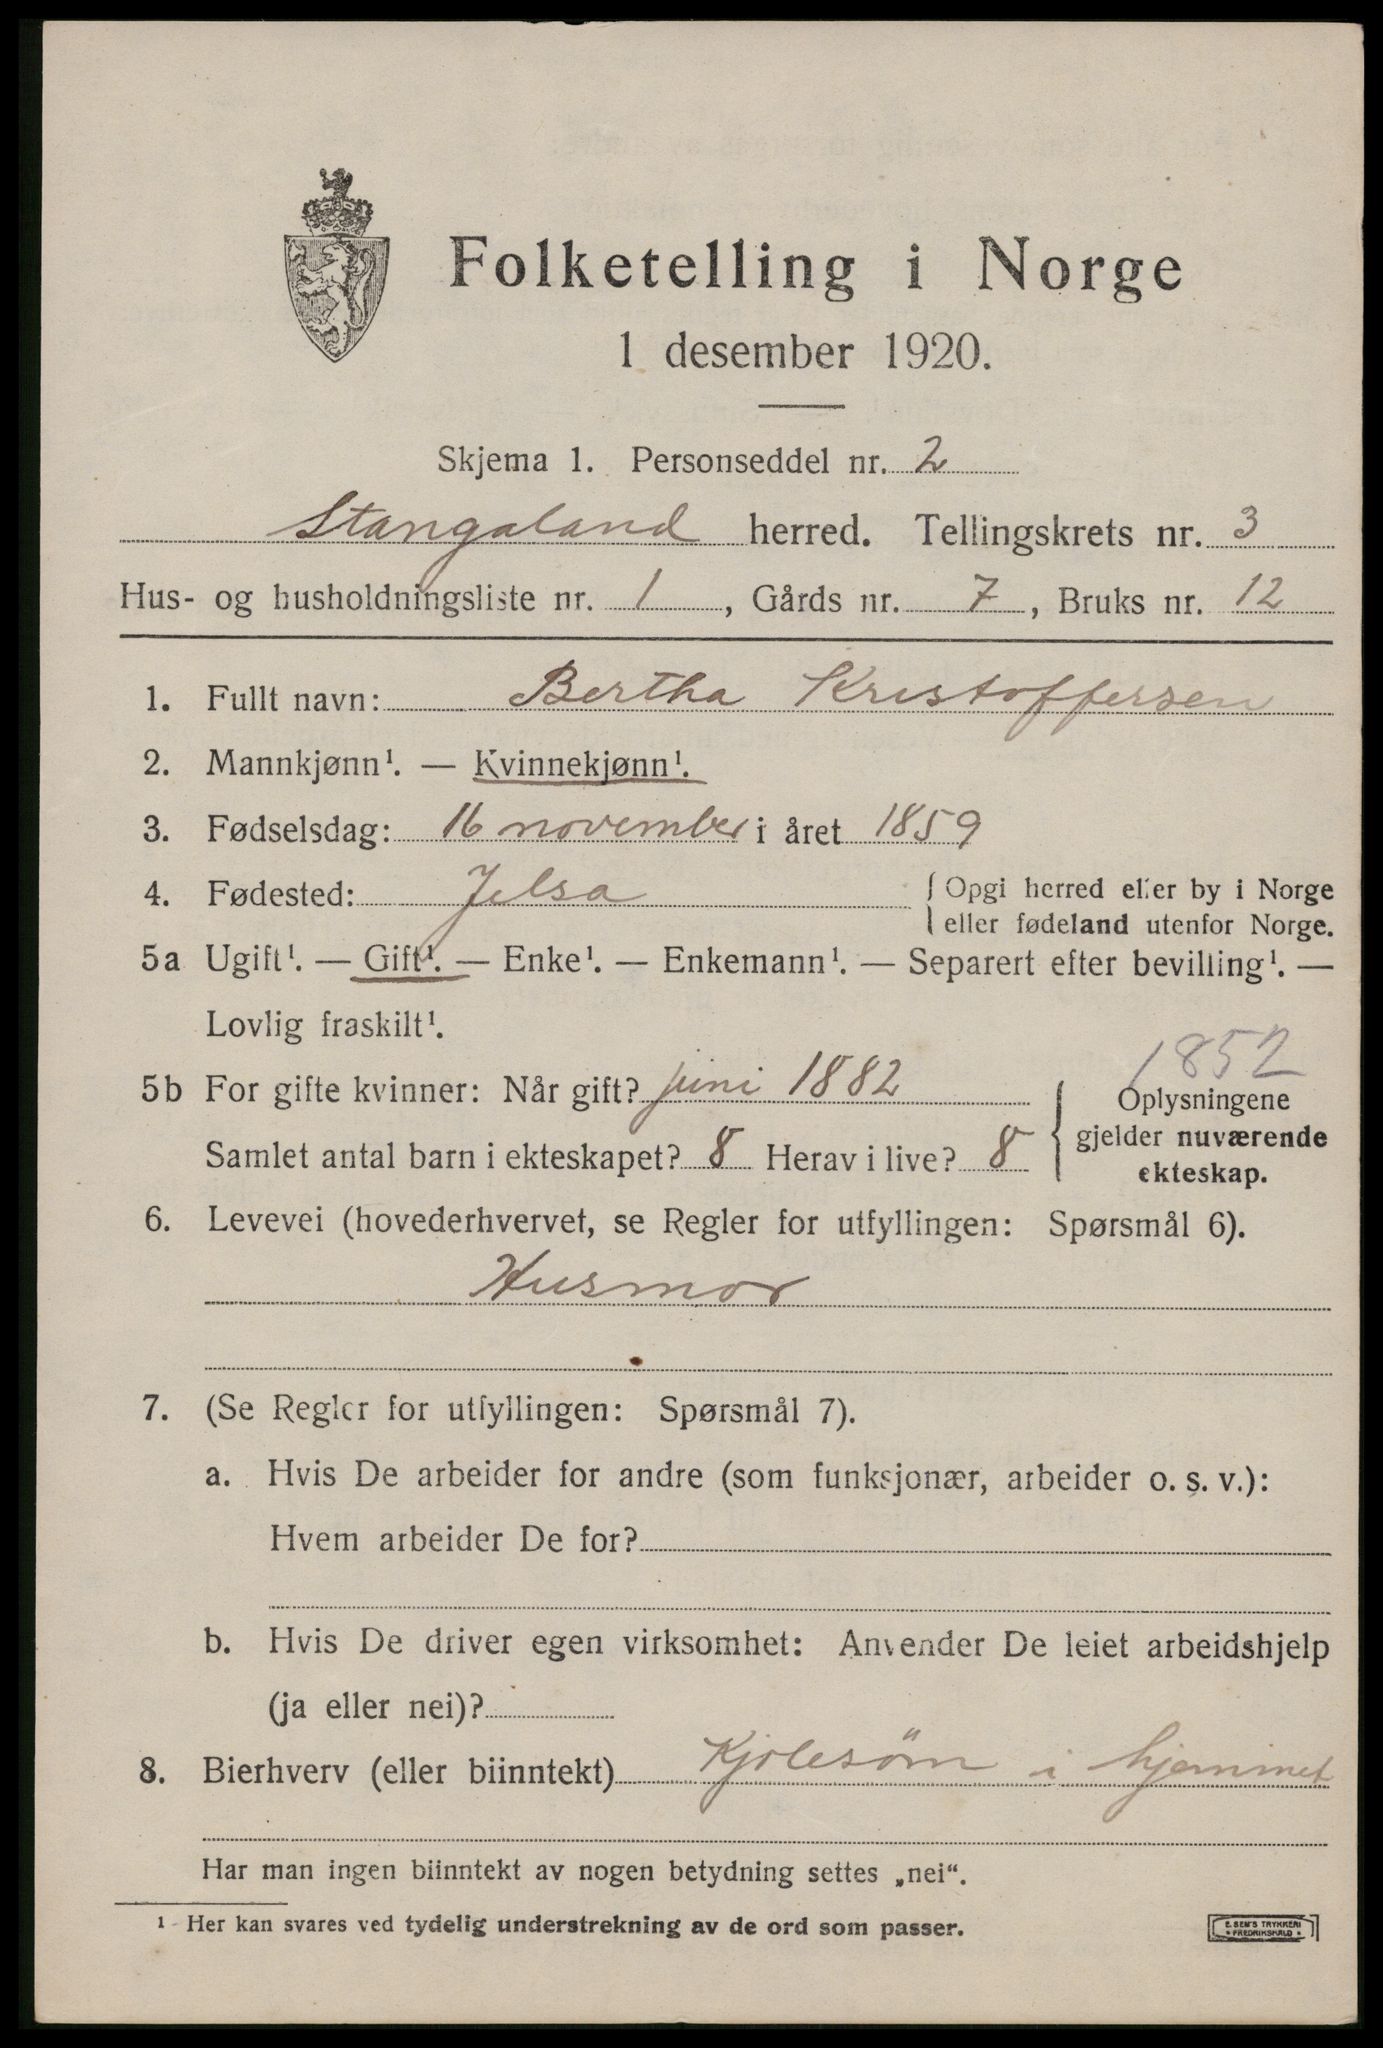 Folketelling i Norge
1 desember 1920.
Skjema 1. Personseddel nr. 2
Stangaland herred. Tellingskrets nr. 3
Hus- og husholdningsliste nr. 1, Gårds nr. 7, Bruks nr. 12
1. Fullt navn: Bertha Kristoffersen
2. Mannkjønn¹. — Kvinnekjønn¹.
3. Fødselsdag: 16 november i året 1859
4. Fødested: Jelsa { Opgi herred eller by i Norge
eller fødeland utenfor Norge.
5a Ugift¹. — Gift¹. — Enke¹. — Enkemann¹. — Separert efter bevilling¹. —
Lovlig fraskilt¹.
1852
5b For gifte kvinner: Når gift? juni 1882
Samlet antal barn i ekteskapet? 8 Herav i live? 8
{ Oplysningene
gjelder nuværende
ekteskap.
6. Levevei (hovederhvervet, se Regler for utfyllingen: Spørsmål 6).
Husmor
7. (Se Regler for utfyllingen: Spørsmål 7).
a. Hvis De arbeider for andre (som funksjonær, arbeider o. s. v.):
Hvem arbeider De for?
b. Hvis De driver egen virksomhet: Anvender De leiet arbeidshjelp
(ja eller nei)?
8. Bierhverv (eller biinntekt) Kjolesöm i hjemmet
Har man ingen biinntekt av nogen betydning settes „nei“.
¹ Her kan svares ved tydelig understrekning av de ord som passer.
E. SEM'S TRYKKERI
FREDRIKSHALD